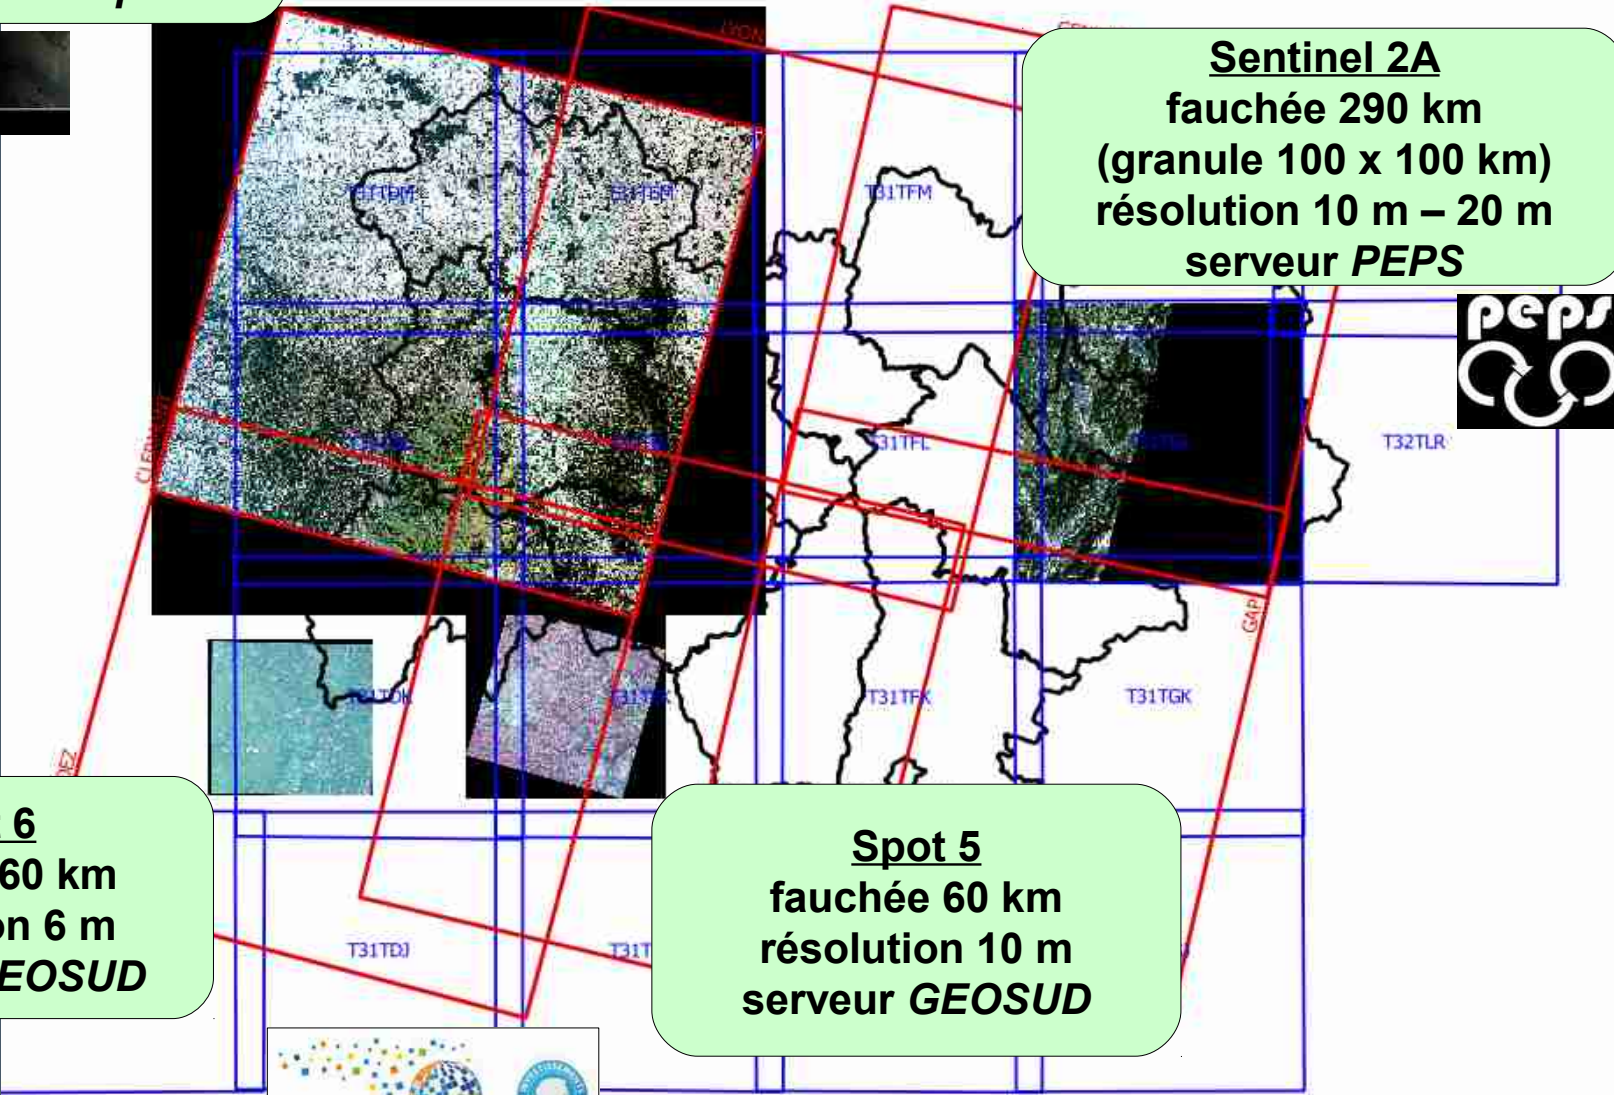 LYON
Sentinel 2A
fauchée 290 km
(granule 100 x 100 km)
résolution 10 m – 20 m
serveur PEPS
peps
T31TDM
T31TFM
T31TFL
T32TLR
GAP
T31TFK
T31TGK
6
60 km
on 6 m
EOSUD
Spot 5
fauchée 60 km
résolution 10 m
serveur GEOSUD
T31TDJ
T31T